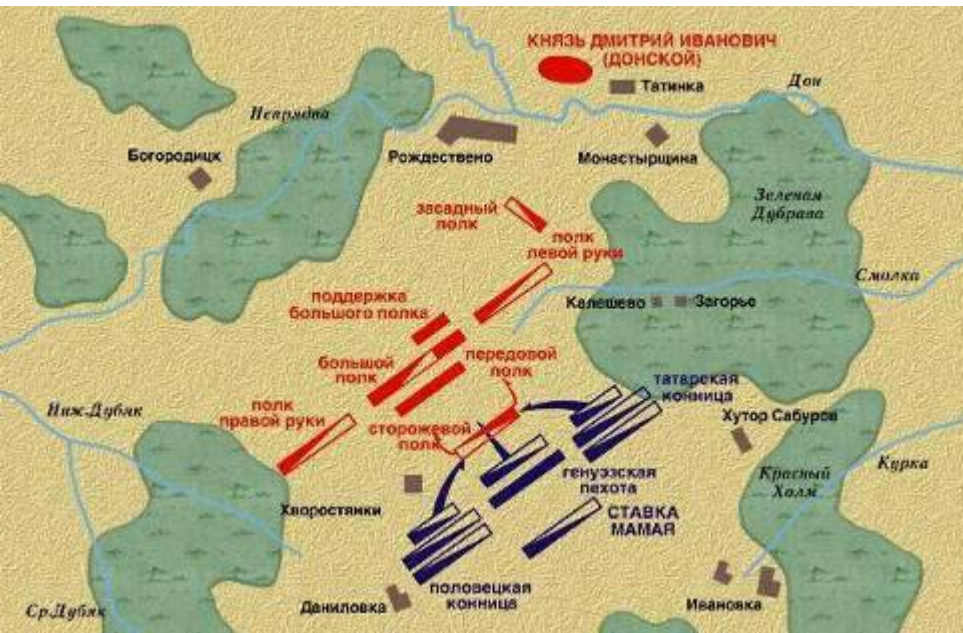 КНЯЗЬ ДМИТРИЙ ИВАНОВИЧ
(ДОНСКОЙ)
Татинка
Дон
Непрядва
Богородицк
Рождествено
Монастырщина
Зеленам
Дубрава
засадный
полк
полк
левой руки
Смолка
Калешево
Загорье
поддержка
большого полка
большой
полк
передовой
полк
татарская
конница
Ниж.Дубяк
полк
правой руки
сторожевой
полк
Хутор Сабуров
Курка
Красный
Холм
генуэзская
пехота
Хворостянки
СТАВКА
МАМАЯ
половецкая
конница
Даниловка
Ивановка
Ср.Дубяк